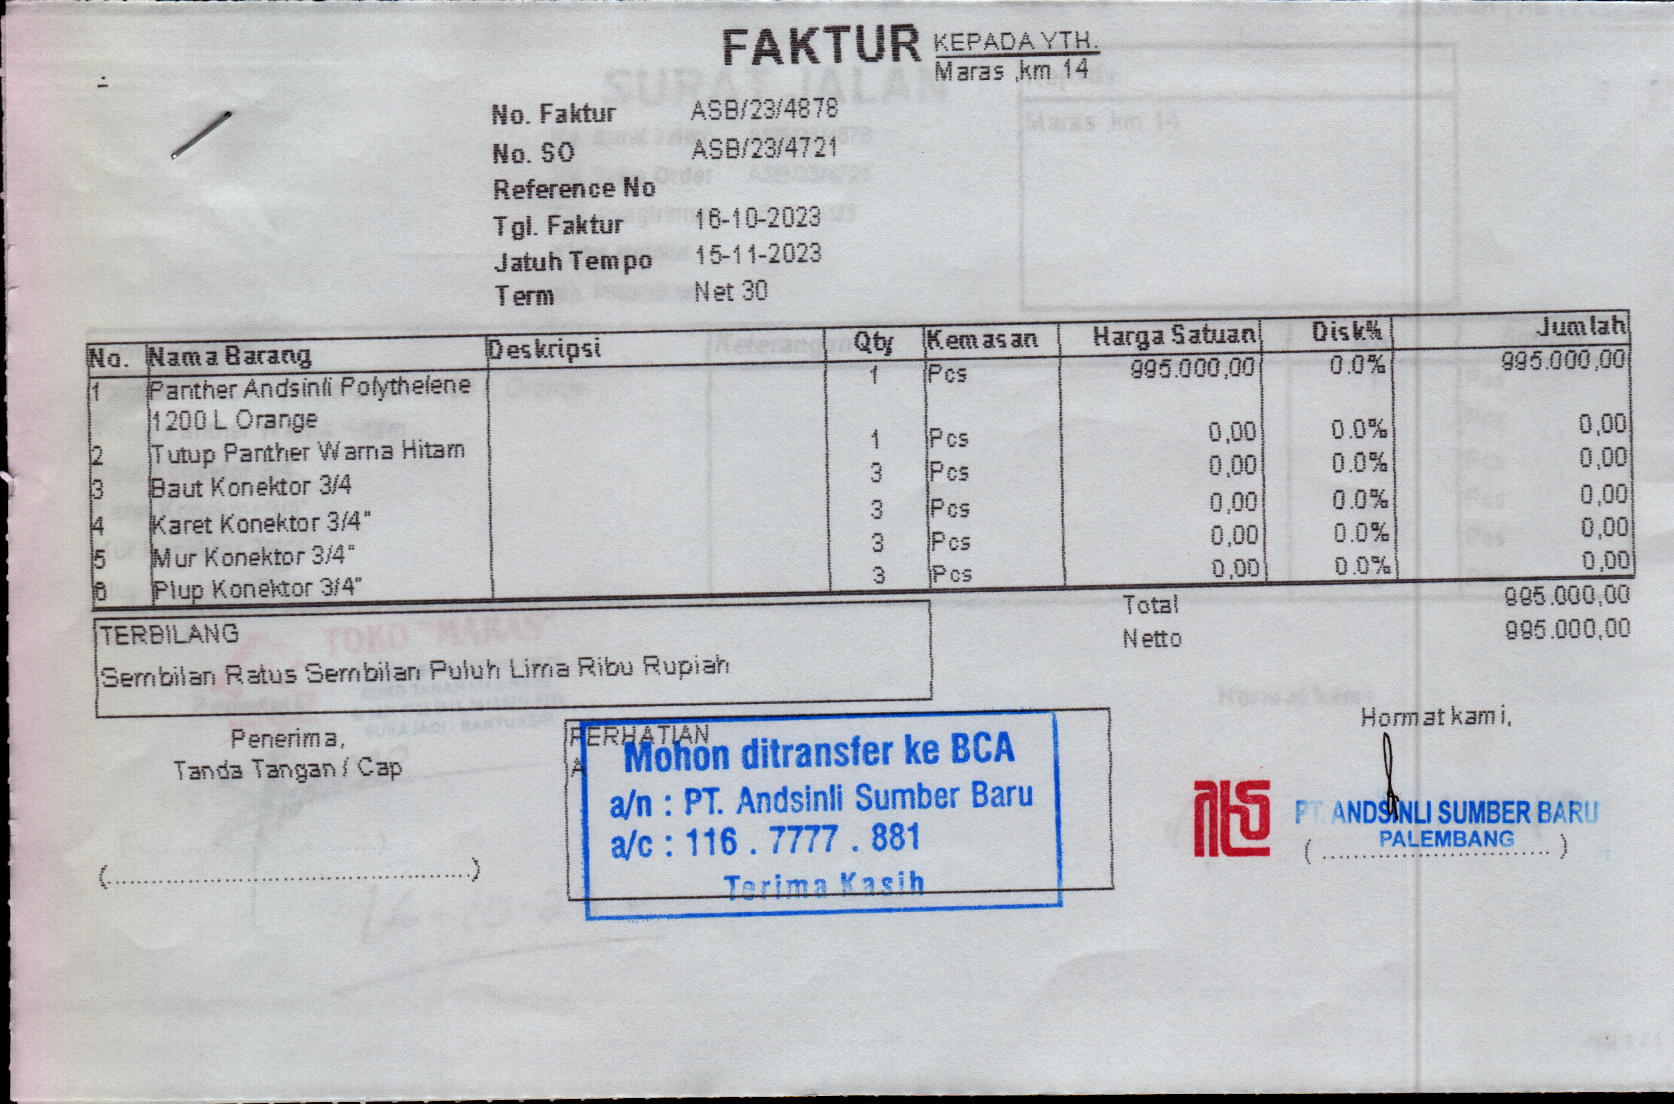 FAKTUR
KEPADA YTH.
Maras ,km 14
No. Faktur ASB/23/4878
No. SO ASB/23/4721
Reference No
Tgl. Faktur 16-10-2023
Jatuh Tempo 15-11-2023
Term Net 30
No. Nama Barang Deskripsi Qty Kemasan Harga Satuan Disk% Jumlah
1 Panther Andsinli Polythelene 1 Pcs 995.000,00 0.0% 995.000,00
1200 L Orange
2 Tutup Panther Warna Hitam 1 Pcs 0,00 0.0% 0,00
3 Baut Konektor 3/4 3 Pcs 0,00 0.0% 0,00
4 Karet Konektor 3/4" 3 Pcs 0,00 0.0% 0,00
5 Mur Konektor 3/4" 3 Pcs 0,00 0.0% 0,00
6 Plup Konektor 3/4" 3 Pcs 0,00 0.0% 0,00
Total 995.000,00
Netto 995.000,00
TERBILANG
Sembilan Ratus Sembilan Puluh Lima Ribu Rupiah
Penerima,
Tanda Tangan / Cap
(..........................................)
PERHATIAN
Mohon ditransfer ke BCA
a/n : PT. Andsinli Sumber Baru
a/c : 116 . 7777 . 881
Terima Kasih
Hormat kami,
PT. ANDSINLI SUMBER BARU
PALEMBANG
( .......................... )